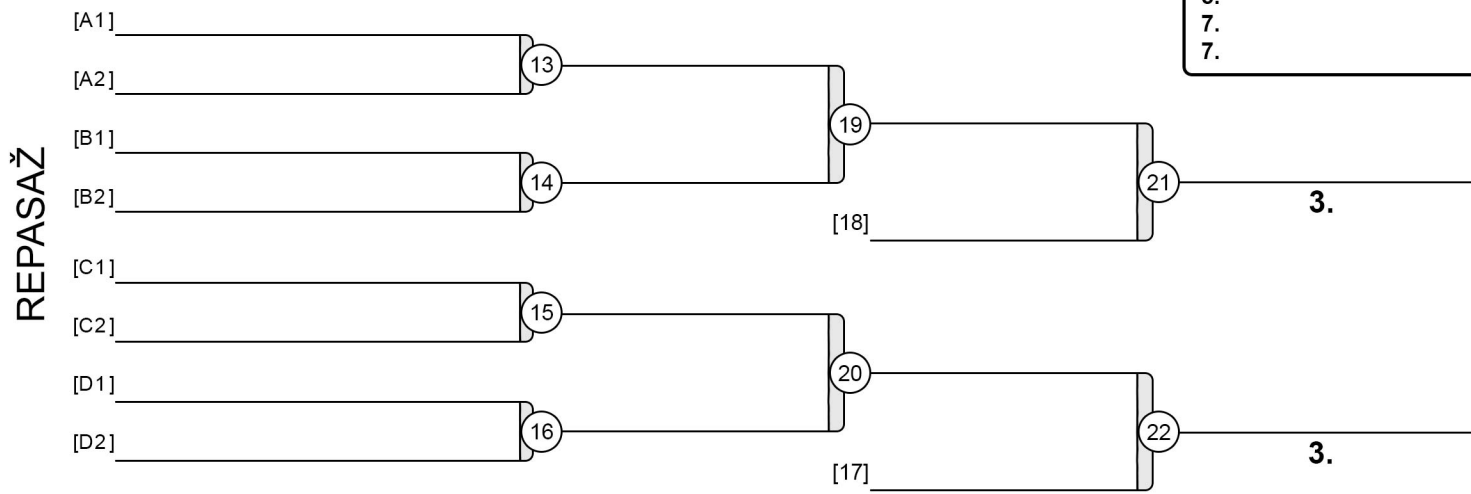 7.
7.
REPASAŽ
[A1]
[A2]
13
[B1]
[B2]
14
19
[18]
21
3.
[C1]
[C2]
15
[D1]
[D2]
16
20
[17]
22
3.